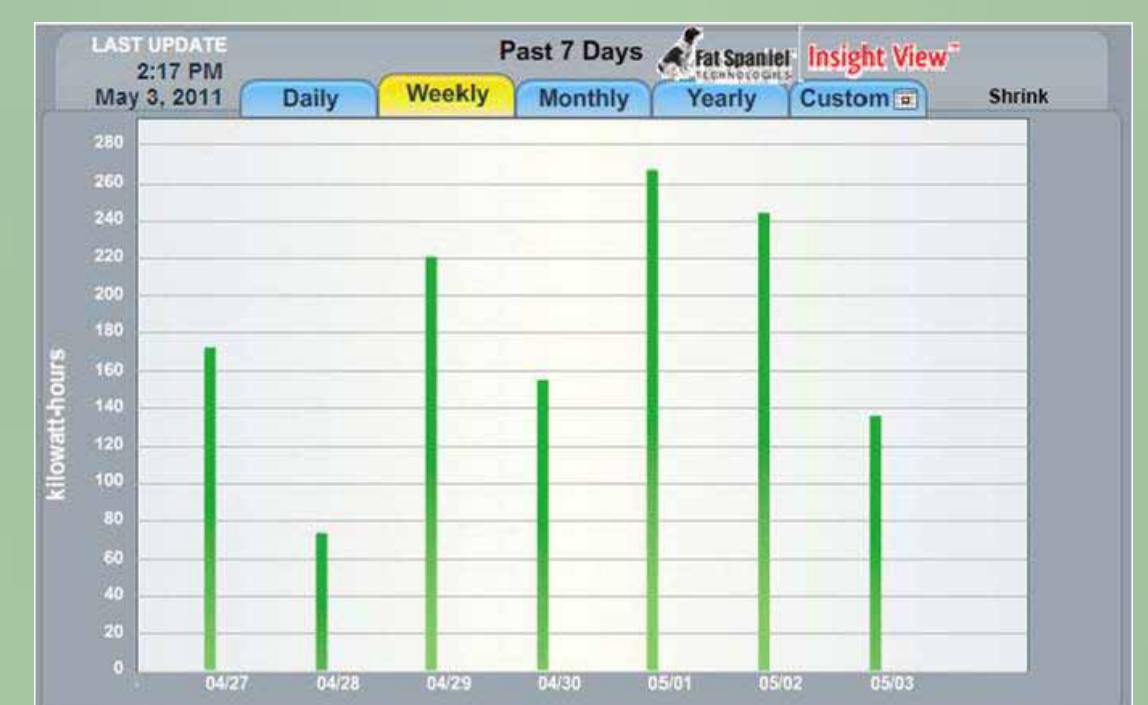 LAST UPDATE
2:17 PM
May 3, 2011
Past 7 Days
Fat Spaniel
TECHNOLOGIES
Insight View™
Daily
Weekly
Monthly
Yearly
Custom
Shrink
kilowatt-hours
280
260
240
220
200
180
160
140
120
100
80
60
40
20
0
04/27 04/28 04/29 04/30 05/01 05/02 05/03